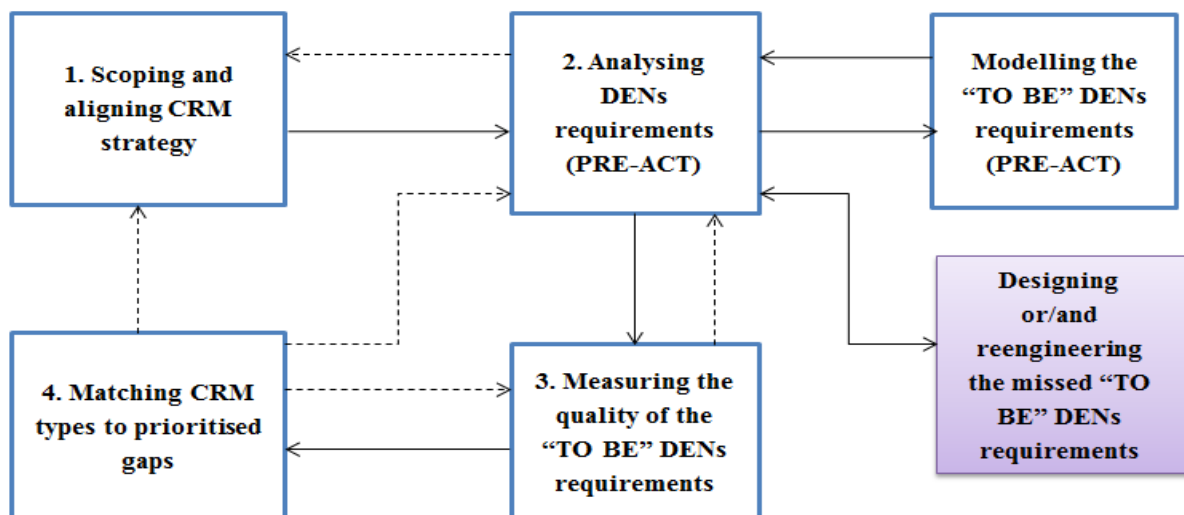 1. Scoping and
aligning CRM
strategy
2. Analysing
DENs
requirements
(PRE-ACT)
Modelling the
“TO BE” DENs
requirements
(PRE-ACT)
4. Matching CRM
types to prioritised
gaps
3. Measuring the
quality of the
“TO BE” DENs
requirements
Designing
or/and
reengineering
the missed “TO
BE” DENs
requirements